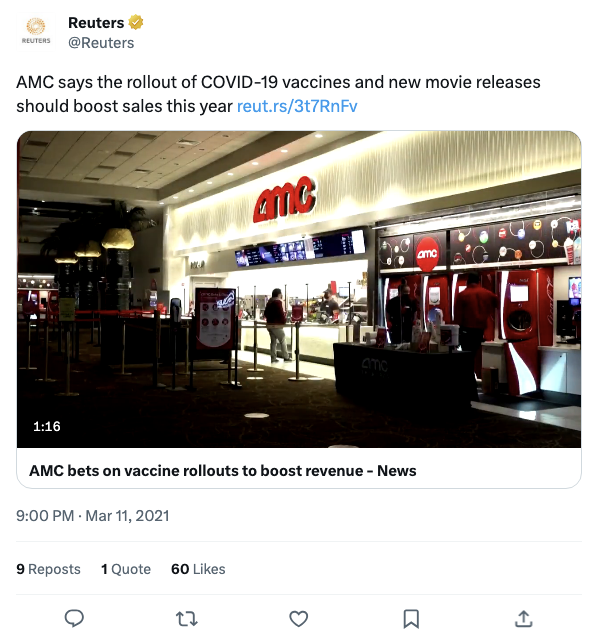 Reuters
REUTERS
@Reuters
AMC says the rollout of COVID-19 vaccines and new movie releases
should boost sales this year reut.rs/3t7RnFv
amc
amc
amc
1:16
AMC bets on vaccine rollouts to boost revenue - News
9:00 PM · Mar 11, 2021
9 Reposts 1 Quote 60 Likes